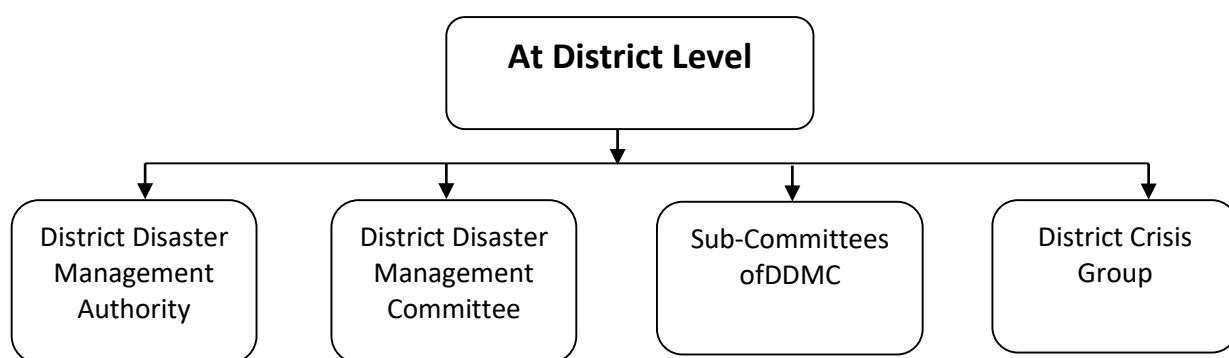 At District Level
District Disaster
Management
Authority
District Disaster
Management
Committee
Sub-Committees
ofDDMC
District Crisis
Group